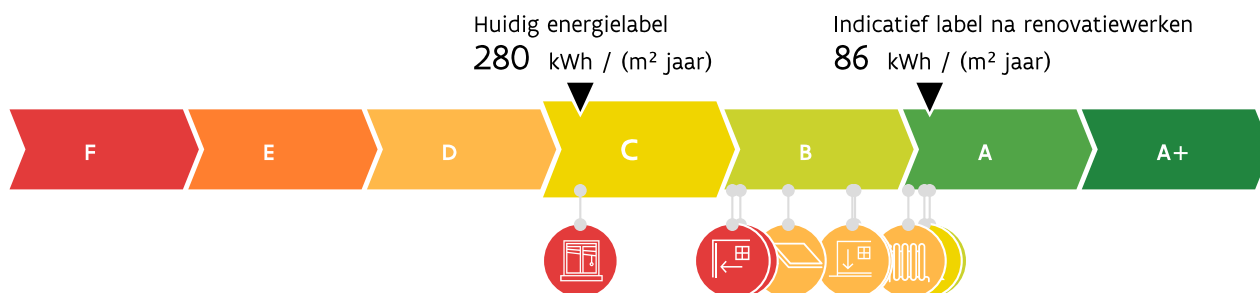 Huidig energielabel
280 kWh / (m² jaar)
Indicatief label na renovatiewerken
86 kWh / (m² jaar)
F E D C B A A+